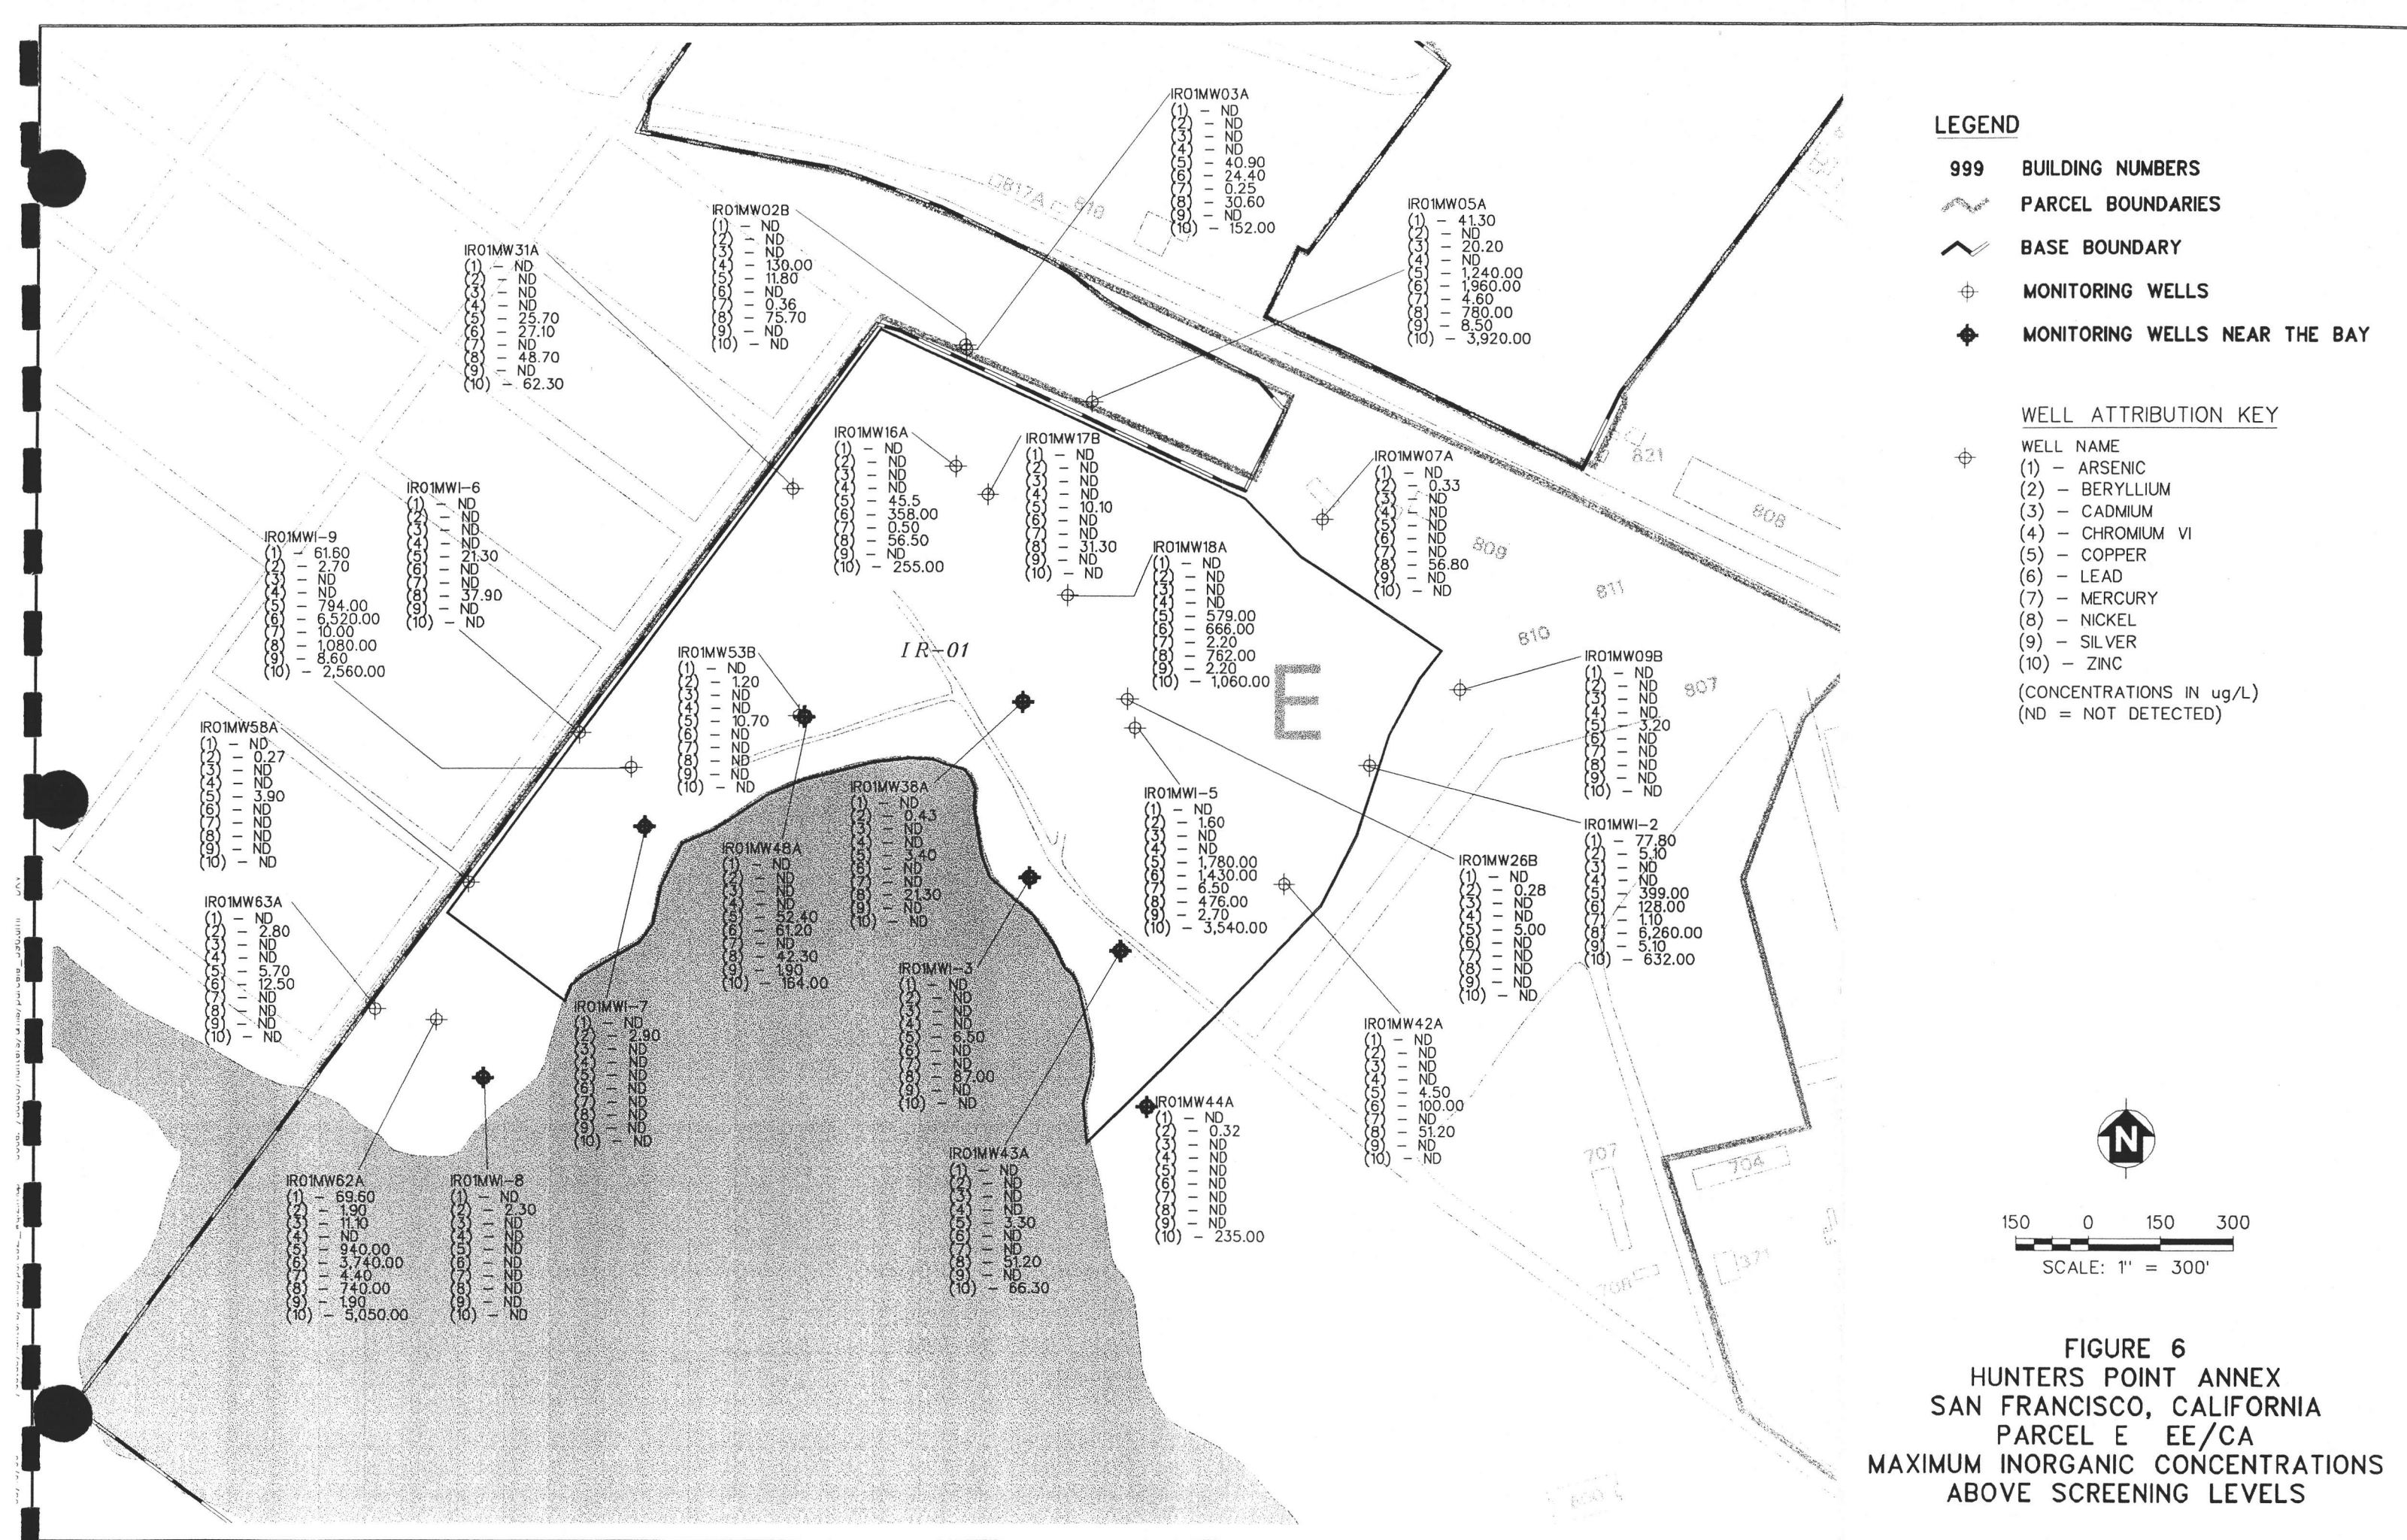 IR01MW03A
(1) - ND
(2) - ND
(3) - ND
(4) - ND
(5) - 40.90
(6) - 24.40
(7) - 0.25
(8) - 30.60
(9) - ND
(10) - 152.00
IR01MW05A
(1) - 41.30
(2) - ND
(3) - 20.20
(4) - ND
(5) - 1,240.00
(6) - 1,960.00
(7) - 4.60
(8) - 780.00
(9) - 8.50
(10) - 3,920.00
IR01MW02B
(1) - ND
(2) - ND
(3) - ND
(4) - 130.00
(5) - 11.80
(6) - ND
(7) - 0.36
(8) - 75.70
(9) - ND
(10) - ND
IR01MW31A
(1) - ND
(2) - ND
(3) - ND
(4) - ND
(5) - 25.70
(6) - 27.10
(7) - ND
(8) - 48.70
(9) - ND
(10) - 62.30
817A
818
IR01MW16A
(1) - ND
(2) - ND
(3) - ND
(4) - ND
(5) - 45.5
(6) - 358.00
(7) - 0.50
(8) - 56.50
(9) - ND
(10) - 255.00
IR01MW17B
(1) - ND
(2) - ND
(3) - ND
(4) - ND
(5) - 10.10
(6) - ND
(7) - ND
(8) - 31.30
(9) - ND
(10) - ND
IR01MW07A
(1) - ND
(2) - 0.33
(3) - ND
(4) - ND
(5) - ND
(6) - ND
(7) - ND
(8) - 56.80
(9) - ND
(10) - ND
821
808
809
811
810
807
IR01MWI-6
(1) - ND
(2) - ND
(3) - ND
(4) - ND
(5) - 21.30
(6) - ND
(7) - ND
(8) - 37.90
(9) - ND
(10) - ND
IR01MWI-9
(1) - 61.60
(2) - 2.70
(3) - ND
(4) - ND
(5) - 794.00
(6) - 6,520.00
(7) - 10.00
(8) - 1,080.00
(9) - 8.60
(10) - 2,560.00
IR01MW18A
(1) - ND
(2) - ND
(3) - ND
(4) - ND
(5) - 579.00
(6) - 666.00
(7) - 2.20
(8) - 762.00
(9) - 2.20
(10) - 1,060.00
IR-01
E
IR01MW53B
(1) - ND
(2) - 1.20
(3) - ND
(4) - ND
(5) - 10.70
(6) - ND
(7) - ND
(8) - ND
(9) - ND
(10) - ND
IR01MW09B
(1) - ND
(2) - ND
(3) - ND
(4) - ND
(5) - 3.20
(6) - ND
(7) - ND
(8) - ND
(9) - ND
(10) - ND
IR01MW58A
(1) - ND
(2) - 0.27
(3) - ND
(4) - ND
(5) - 3.90
(6) - ND
(7) - ND
(8) - ND
(9) - ND
(10) - ND
IR01MW38A
(1) - ND
(2) - 0.43
(3) - ND
(4) - ND
(5) - 3.40
(6) - ND
(7) - ND
(8) - 21.30
(9) - ND
(10) - ND
IR01MWI-5
(1) - ND
(2) - 1.60
(3) - ND
(4) - ND
(5) - 1,780.00
(6) - 1,430.00
(7) - 6.50
(8) - 476.00
(9) - 2.70
(10) - 3,540.00
IR01MWI-2
(1) - 77.80
(2) - 5.10
(3) - ND
(4) - ND
(5) - 399.00
(6) - 128.00
(7) - 1.10
(8) - 6,260.00
(9) - 5.10
(10) - 632.00
IR01MW48A
(1) - ND
(2) - ND
(3) - ND
(4) - ND
(5) - 52.40
(6) - 61.20
(7) - ND
(8) - 42.30
(9) - 1.90
(10) - 164.00
IR01MW26B
(1) - ND
(2) - 0.28
(3) - ND
(4) - ND
(5) - 5.00
(6) - ND
(7) - ND
(8) - ND
(9) - ND
(10) - ND
IR01MW63A
(1) - ND
(2) - 2.80
(3) - ND
(4) - ND
(5) - 5.70
(6) - 12.50
(7) - ND
(8) - ND
(9) - ND
(10) - ND
IR01MWI-3
(1) - ND
(2) - ND
(3) - ND
(4) - ND
(5) - 6.50
(6) - ND
(7) - ND
(8) - 87.00
(9) - ND
(10) - ND
IR01MWI-7
(1) - ND
(2) - 2.90
(3) - ND
(4) - ND
(5) - ND
(6) - ND
(7) - ND
(8) - ND
(9) - ND
(10) - ND
IR01MW42A
(1) - ND
(2) - ND
(3) - ND
(4) - ND
(5) - 4.50
(6) - 100.00
(7) - ND
(8) - 51.20
(9) - ND
(10) - ND
IR01MW44A
(1) - ND
(2) - 0.32
(3) - ND
(4) - ND
(5) - ND
(6) - ND
(7) - ND
(8) - ND
(9) - ND
(10) - 235.00
IR01MW43A
(1) - ND
(2) - ND
(3) - ND
(4) - ND
(5) - 3.30
(6) - ND
(7) - ND
(8) - 51.20
(9) - ND
(10) - 66.30
IR01MW62A
(1) - 69.60
(2) - 1.90
(3) - 11.10
(4) - ND
(5) - 940.00
(6) - 3,740.00
(7) - 4.40
(8) - 740.00
(9) - 1.90
(10) - 5,050.00
IR01MWI-8
(1) - ND
(2) - 2.30
(3) - ND
(4) - ND
(5) - ND
(6) - ND
(7) - ND
(8) - ND
(9) - ND
(10) - ND
707
704
708
LEGEND
999 BUILDING NUMBERS
PARCEL BOUNDARIES
BASE BOUNDARY
MONITORING WELLS
MONITORING WELLS NEAR THE BAY
WELL ATTRIBUTION KEY
WELL NAME
(1) - ARSENIC
(2) - BERYLLIUM
(3) - CADMIUM
(4) - CHROMIUM VI
(5) - COPPER
(6) - LEAD
(7) - MERCURY
(8) - NICKEL
(9) - SILVER
(10) - ZINC
(CONCENTRATIONS IN ug/L)
(ND = NOT DETECTED)
N
150 0 150 300
SCALE: 1" = 300'
FIGURE 6
HUNTERS POINT ANNEX
SAN FRANCISCO, CALIFORNIA
PARCEL E EE/CA
MAXIMUM INORGANIC CONCENTRATIONS
ABOVE SCREENING LEVELS